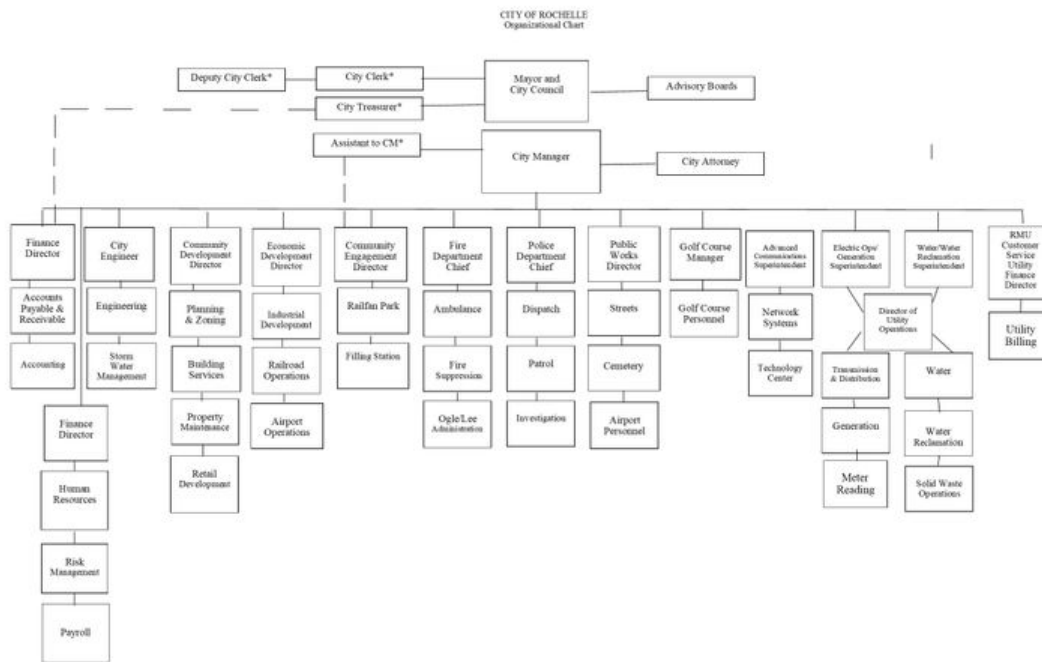 CITY OF ROCHELLE
Organizational Chart
Deputy City Clerk*
City Clerk*
Mayor and
City Council
Advisory Boards
City Treasurer*
Assistant to CM*
City Manager
City Attorney
Finance
Director
City
Engineer
Community
Development
Director
Economic
Development
Director
Community
Engagement
Director
Fire
Department
Chief
Police
Department
Chief
Public
Works
Director
Golf Course
Manager
Advanced
Communications
Superintendent
Electric Ops/
Generation
Superintendent
Water/Water
Reclamation
Superintendent
RMU
Customer
Service
Utility
Finance
Director
Accounts
Payable &
Receivable
Engineering
Planning
& Zoning
Industrial
Development
Railfan Park
Ambulance
Dispatch
Streets
Golf Course
Personnel
Network
Systems
Director of
Utility
Operations
Utility
Billing
Accounting
Storm
Water
Management
Building
Services
Railroad
Operations
Filling Station
Fire
Suppression
Patrol
Cemetery
Technology
Center
Transmission
& Distribution
Water
Finance
Director
Property
Maintenance
Airport
Operations
Ogle/Lee
Administration
Investigation
Airport
Personnel
Generation
Water
Reclamation
Human
Resources
Retail
Development
Meter
Reading
Solid Waste
Operations
Risk
Management
Payroll